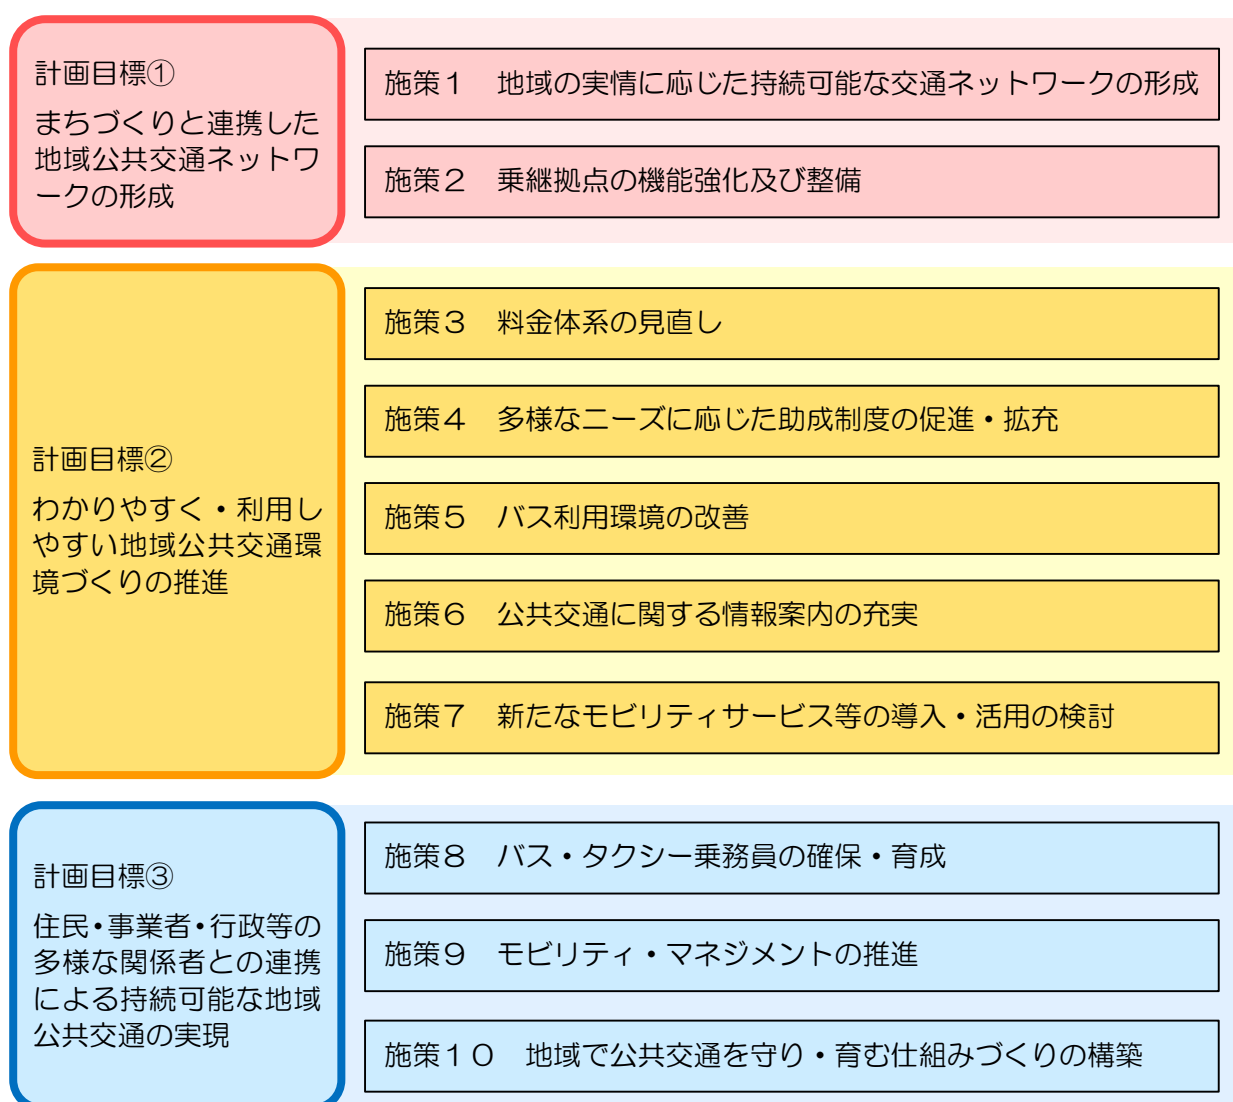 計画目標①
まちづくりと連携した
地域公共交通ネットワ
ークの形成
施策１　地域の実情に応じた持続可能な交通ネットワークの形成
施策２　乗継拠点の機能強化及び整備
計画目標②
わかりやすく・利用し
やすい地域公共交通環
境づくりの推進
施策３　料金体系の見直し
施策４　多様なニーズに応じた助成制度の促進・拡充
施策５　バス利用環境の改善
施策６　公共交通に関する情報案内の充実
施策７　新たなモビリティサービス等の導入・活用の検討
計画目標③
住民・事業者・行政等の
多様な関係者との連携
による持続可能な地域
公共交通の実現
施策８　バス・タクシー乗務員の確保・育成
施策９　モビリティ・マネジメントの推進
施策１０　地域で公共交通を守り・育む仕組みづくりの構築